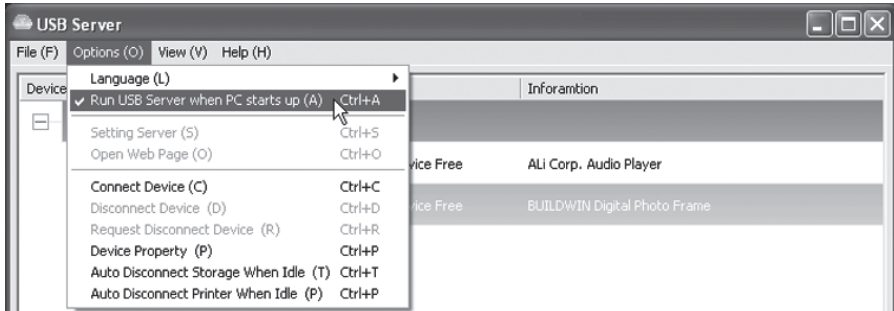 USB Server
File (F) Options (O) View (V) Help (H)
Device Inforamtion
Language (L)
Run USB Server when PC starts up (A) Ctrl+A
Setting Server (S) Ctrl+S
Open Web Page (O) Ctrl+O
vice Free ALi Corp. Audio Player
Connect Device (C) Ctrl+C
Disconnect Device (D) Ctrl+D vice Free BUILDWIN Digital Photo Frame
Request Disconnect Device (R) Ctrl+R
Device Property (P) Ctrl+P
Auto Disconnect Storage When Idle (T) Ctrl+T
Auto Disconnect Printer When Idle (P) Ctrl+P